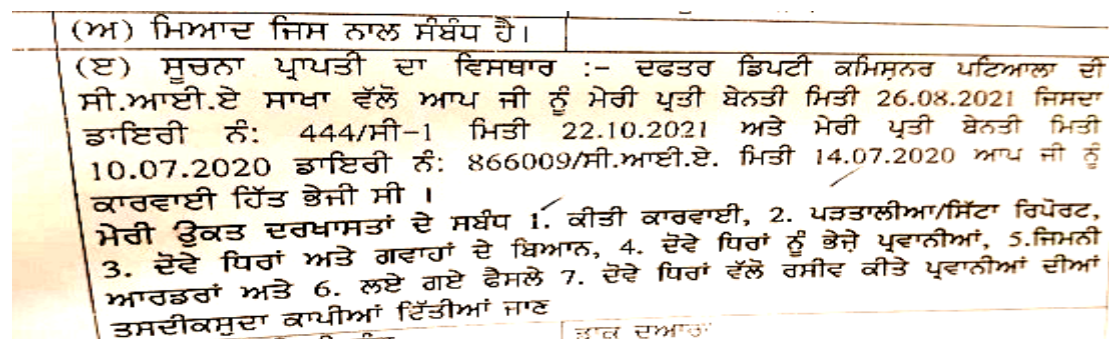 (ਅ) ਮਿਆਦ ਜਿਸ ਨਾਲ ਸੰਬੰਧ ਹੈ।
(ੲ) ਸੂਚਨਾ ਪ੍ਰਾਪਤੀ ਦਾ ਵਿਸਥਾਰ :– ਦਫਤਰ ਡਿਪਟੀ ਕਮਿਸ਼ਨਰ ਪਟਿਆਲਾ ਦੀ
ਸੀ.ਆਈ.ਏ ਸਾਖਾ ਵੱਲੋ ਆਪ ਜੀ ਨੂੰ ਮੇਰੀ ਪ੍ਰਤੀ ਬੇਨਤੀ ਮਿਤੀ 26.08.2021 ਜਿਸਦਾ
ਡਾਇਰੀ ਨੰ: 444/ਸੀ-1 ਮਿਤੀ 22.10.2021 ਅਤੇ ਮੇਰੀ ਪ੍ਰਤੀ ਬੇਨਤੀ ਮਿਤੀ
10.07.2020 ਡਾਇਰੀ ਨੰ: 866009/ਸੀ.ਆਈ.ਏ. ਮਿਤੀ 14.07.2020 ਆਪ ਜੀ ਨੂੰ
ਕਾਰਵਾਈ ਹਿੱਤ ਭੇਜੀ ਸੀ ।
ਮੇਰੀ ਉਕਤ ਦਰਖਾਸਤਾਂ ਦੇ ਸਬੰਧ 1. ਕੀਤੀ ਕਾਰਵਾਈ, 2. ਪੜਤਾਲੀਆ/ਸਿੱਟਾ ਰਿਪੋਰਟ,
3. ਦੋਵੇ ਧਿਰਾਂ ਅਤੇ ਗਵਾਹਾਂ ਦੇ ਬਿਆਨ, 4. ਦੋਵੇ ਧਿਰਾਂ ਨੂੰ ਭੇਜ਼ੇ ਪ੍ਰਵਾਨੀਆਂ, 5.ਜਿਮਨੀ
ਆਰਡਰਾਂ ਅਤੇ 6. ਲਏ ਗਏ ਫੈਸਲੇ 7. ਦੋਵੇ ਧਿਰਾਂ ਵੱਲੋ ਰਸੀਵ ਕੀਤੇ ਪ੍ਰਵਾਨੀਆਂ ਦੀਆਂ
ਤਸਦੀਕਸੁਦਾ ਕਾਪੀਆਂ ਦਿੱਤੀਆਂ ਜਾਣ
ਡਾਕ ਦੁਆਰਾ